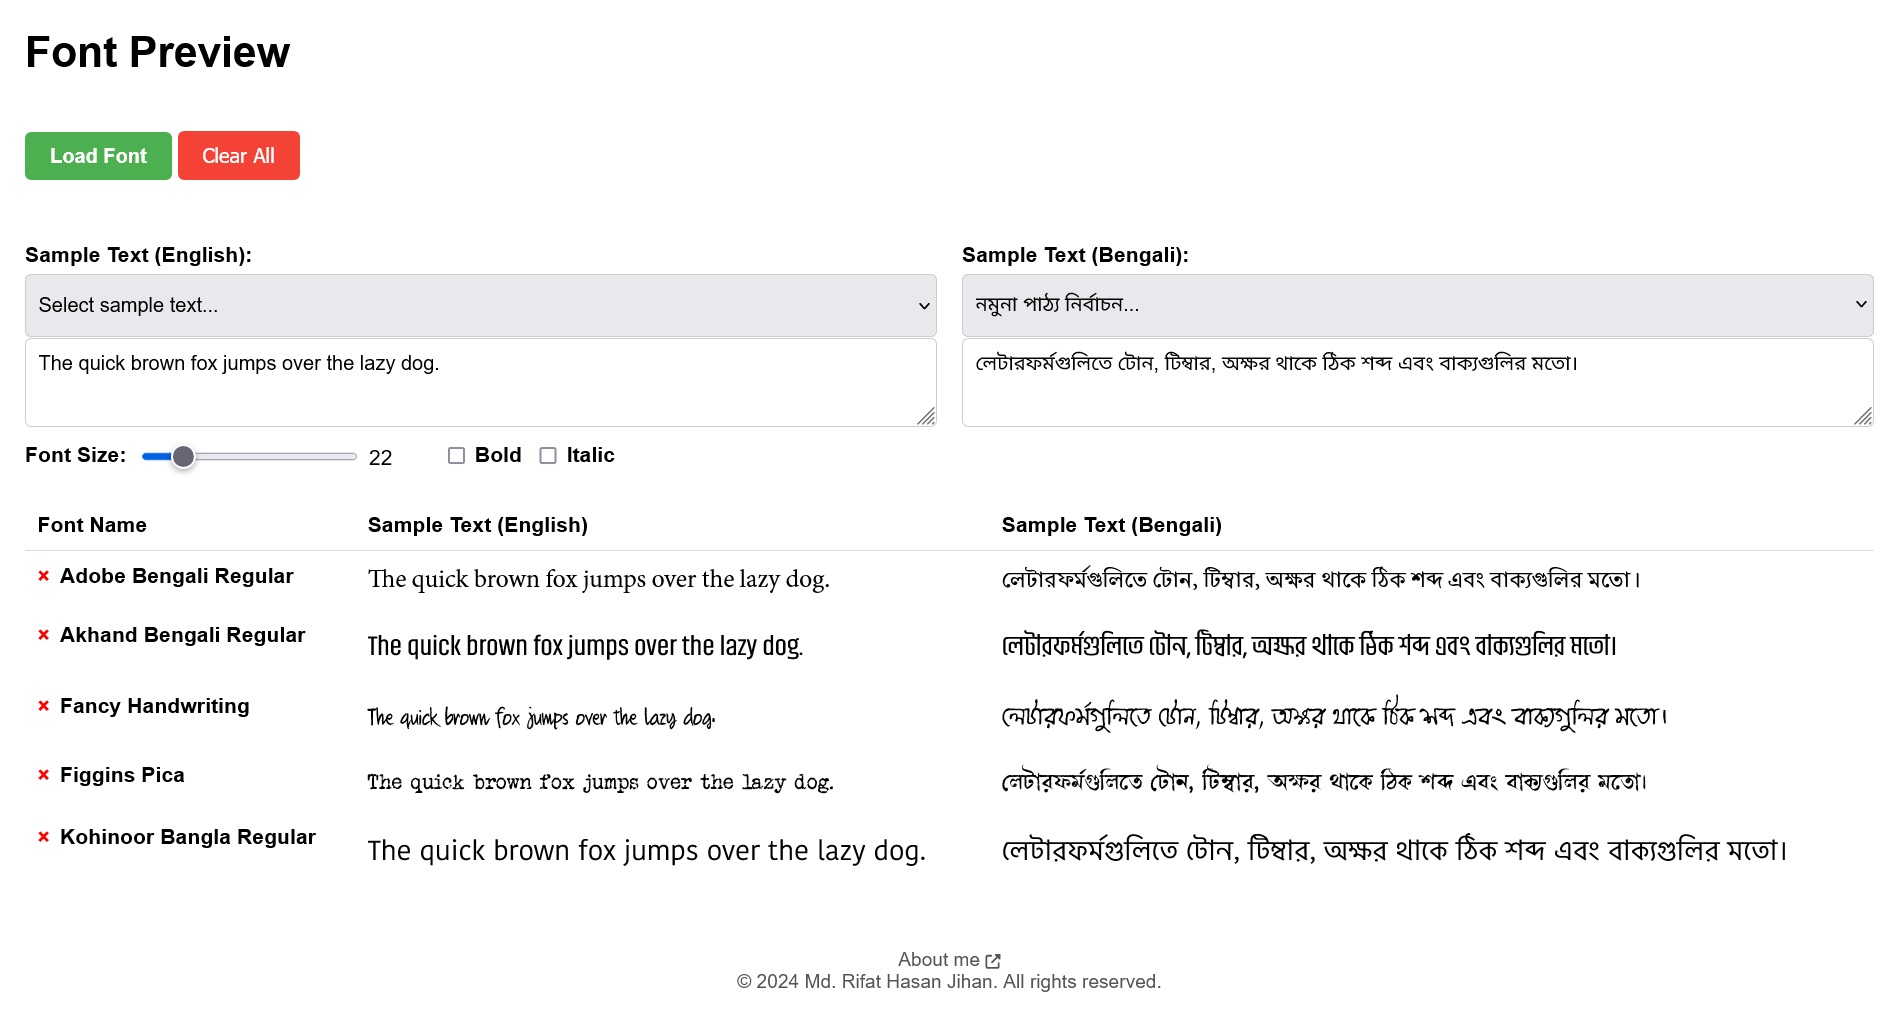 Font Preview
Load Font Clear All
Sample Text (English): Sample Text (Bengali):
Select sample text... নমুনা পাঠ্য নির্বাচন...
The quick brown fox jumps over the lazy dog. লেটারফর্মগুলিতে টোন, টিম্বার, অক্ষর থাকে ঠিক শব্দ এবং বাক্যগুলির মতো।
Font Size: 22 Bold Italic
Font Name Sample Text (English) Sample Text (Bengali)
× Adobe Bengali Regular The quick brown fox jumps over the lazy dog. লেটারফর্মগুলিতে টোন, টিম্বার, অক্ষর থাকে ঠিক শব্দ এবং বাক্যগুলির মতো।
× Akhand Bengali Regular The quick brown fox jumps over the lazy dog. লেটারফর্মগুলিতে টোন, টিম্বার, অক্ষর থাকে ঠিক শব্দ এবং বাক্যগুলির মতো।
× Fancy Handwriting The quick brown fox jumps over the lazy dog. লেটারফর্মগুলিতে টোন, টিম্বার, অক্ষর থাকে ঠিক শব্দ এবং বাক্যগুলির মতো।
× Figgins Pica The quick brown fox jumps over the lazy dog. লেটারফর্মগুলিতে টোন, টিম্বার, অক্ষর থাকে ঠিক শব্দ এবং বাক্যগুলির মতো।
× Kohinoor Bangla Regular The quick brown fox jumps over the lazy dog. লেটারফর্মগুলিতে টোন, টিম্বার, অক্ষর থাকে ঠিক শব্দ এবং বাক্যগুলির মতো।
About me
© 2024 Md. Rifat Hasan Jihan. All rights reserved.